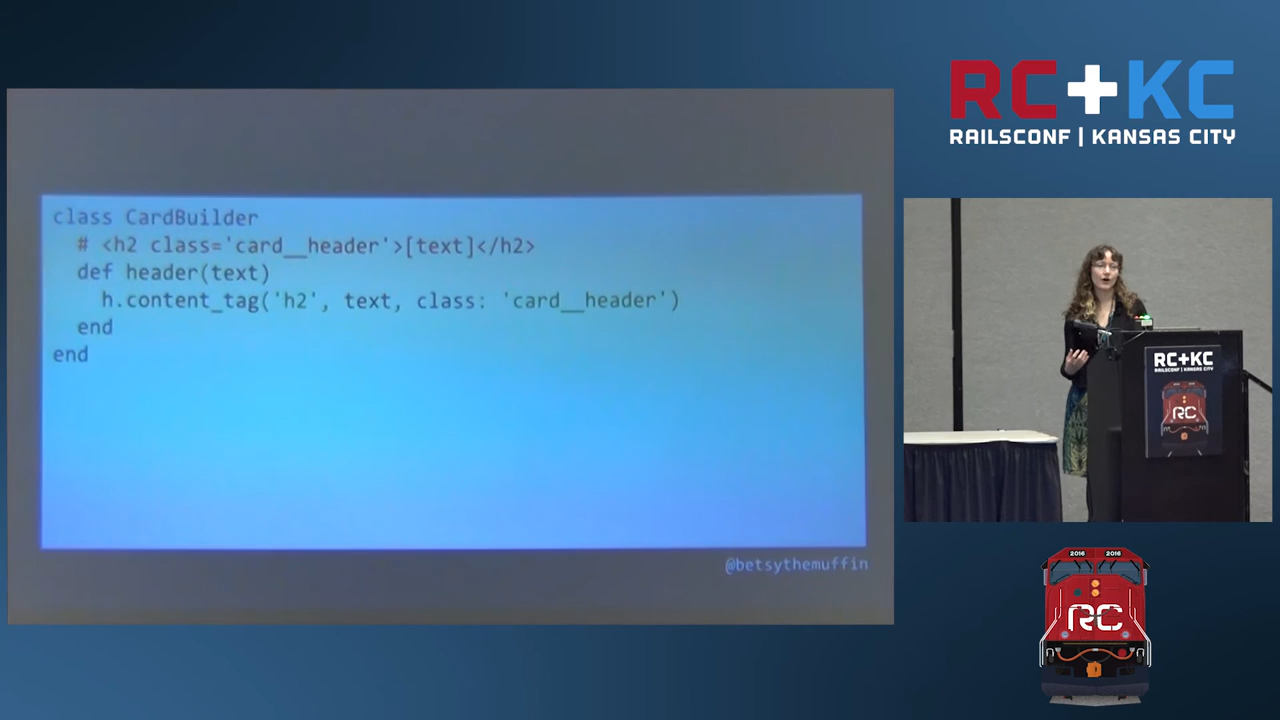 RC+KC
RAILSCONF | KANSAS CITY
class CardBuilder
  # <h2 class='card__header'>[text]</h2>
  def header(text)
    h.content_tag('h2', text, class: 'card__header')
  end
end
@betsythemuffin
RC+KC
RAILSCONF | KANSAS CITY
RC
2016 2016
RC